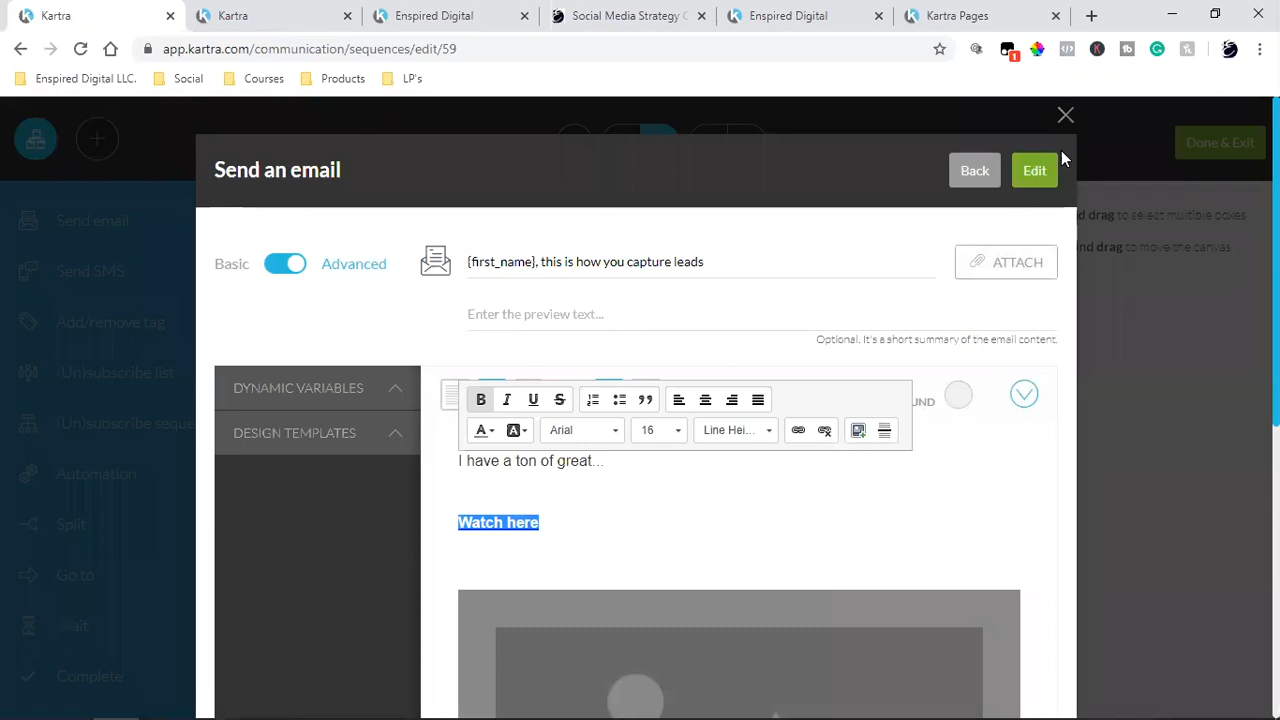 Kartra
Kartra
Enspired Digital
Social Media Strategy C
Enspired Digital
Kartra Pages
app.kartra.com/communication/sequences/edit/59
1
Enspired Digital LLC.
Social
Courses
Products
LP's
Send an email
Back
Edit
Done & Exit
Send email
Send SMS
Add/remove tag
(Un)subscribe list
(Un)subscribe seque
Automation
Split
Go to
Wait
Complete
nd drag to select multiple boxes
ind drag to move the canvas
Basic
Advanced
{first_name}, this is how you capture leads
ATTACH
Enter the preview text...
Optional. It's a short summary of the email content.
DYNAMIC VARIABLES
DESIGN TEMPLATES
UND
B I U S
A A Arial 16 Line Hei...
I have a ton of great...
Watch here